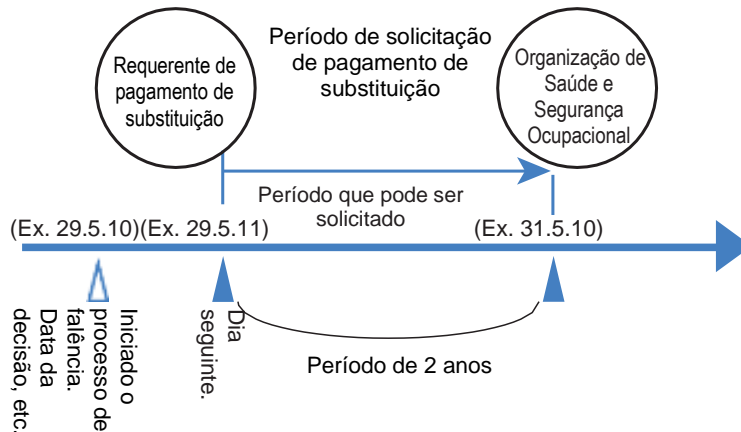 Requerente de
pagamento de
substituição
Período de solicitação
de pagamento de
substituição
Organização de
Saúde e
Segurança
Ocupacional
Período que pode ser
solicitado
(Ex. 29.5.10)(Ex. 29.5.11)
(Ex. 31.5.10)
Iniciado o
processo de
falência.
Data da
decisão, etc.
Dia
seguinte.
Período de 2 anos